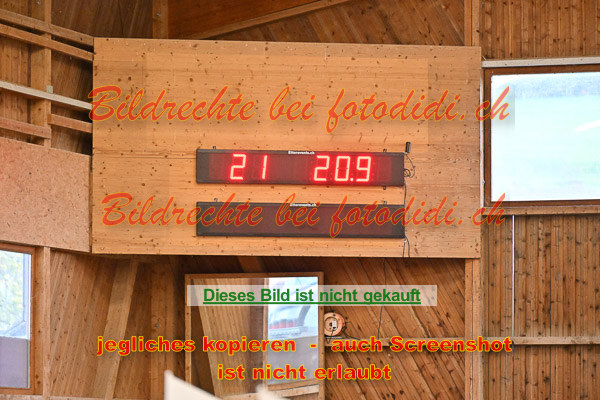 Bildrechte bei fotodidi.ch
21 20.9
Bildrechte bei fotodidi.ch
Dieses Bild ist nicht gekauft
jegliches kopieren - auch Screenshot
ist nicht erlaubt